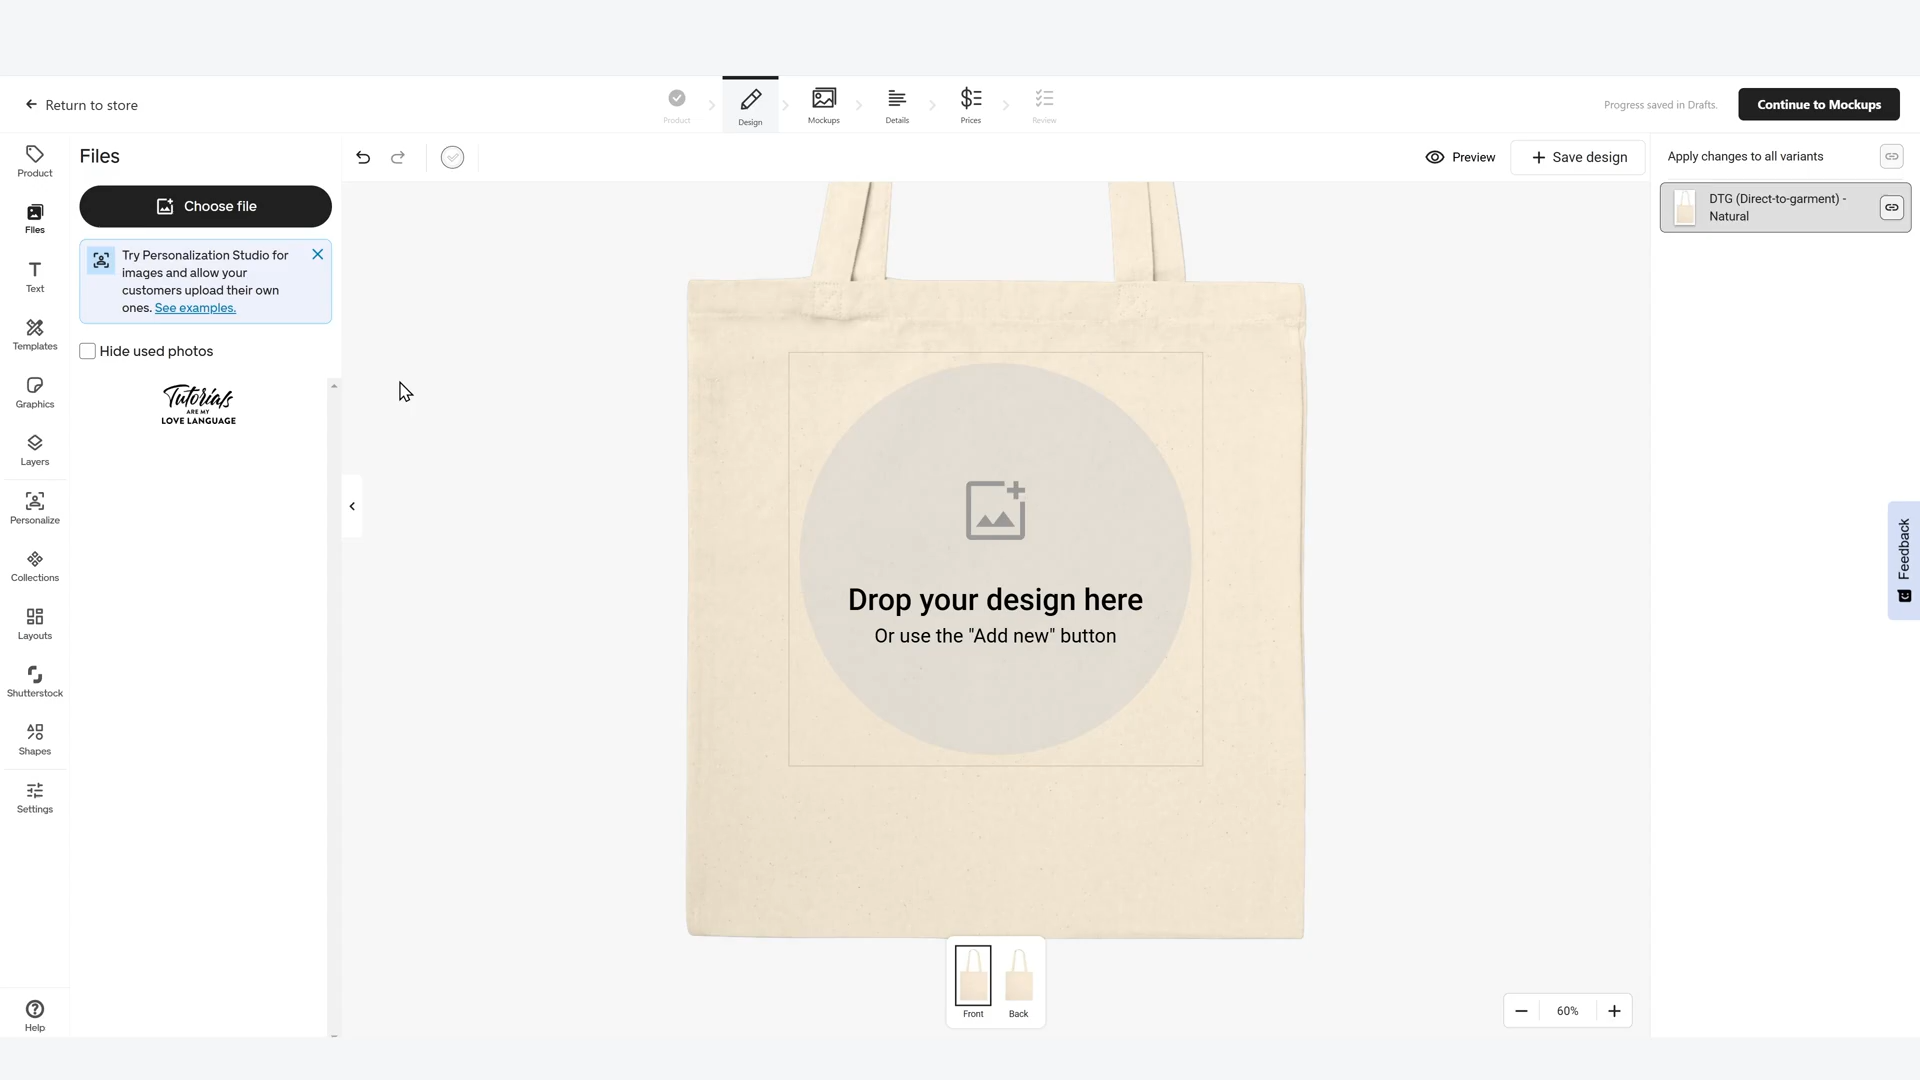 Return to store
Product
Design
Mockups
Details
Prices
Review
Progress saved in Drafts.
Continue to Mockups
Product
Files
Text
Templates
Graphics
Layers
Personalize
Collections
Layouts
Shutterstock
Shapes
Settings
Help
Files
Choose file
Try Personalization Studio for
images and allow your
customers upload their own
ones. See examples.
Hide used photos
Tutorials
ARE MY
LOVE LANGUAGE
Preview
Save design
Drop your design here
Or use the "Add new" button
Front
Back
60%
Apply changes to all variants
DTG (Direct-to-garment) -
Natural
Feedback